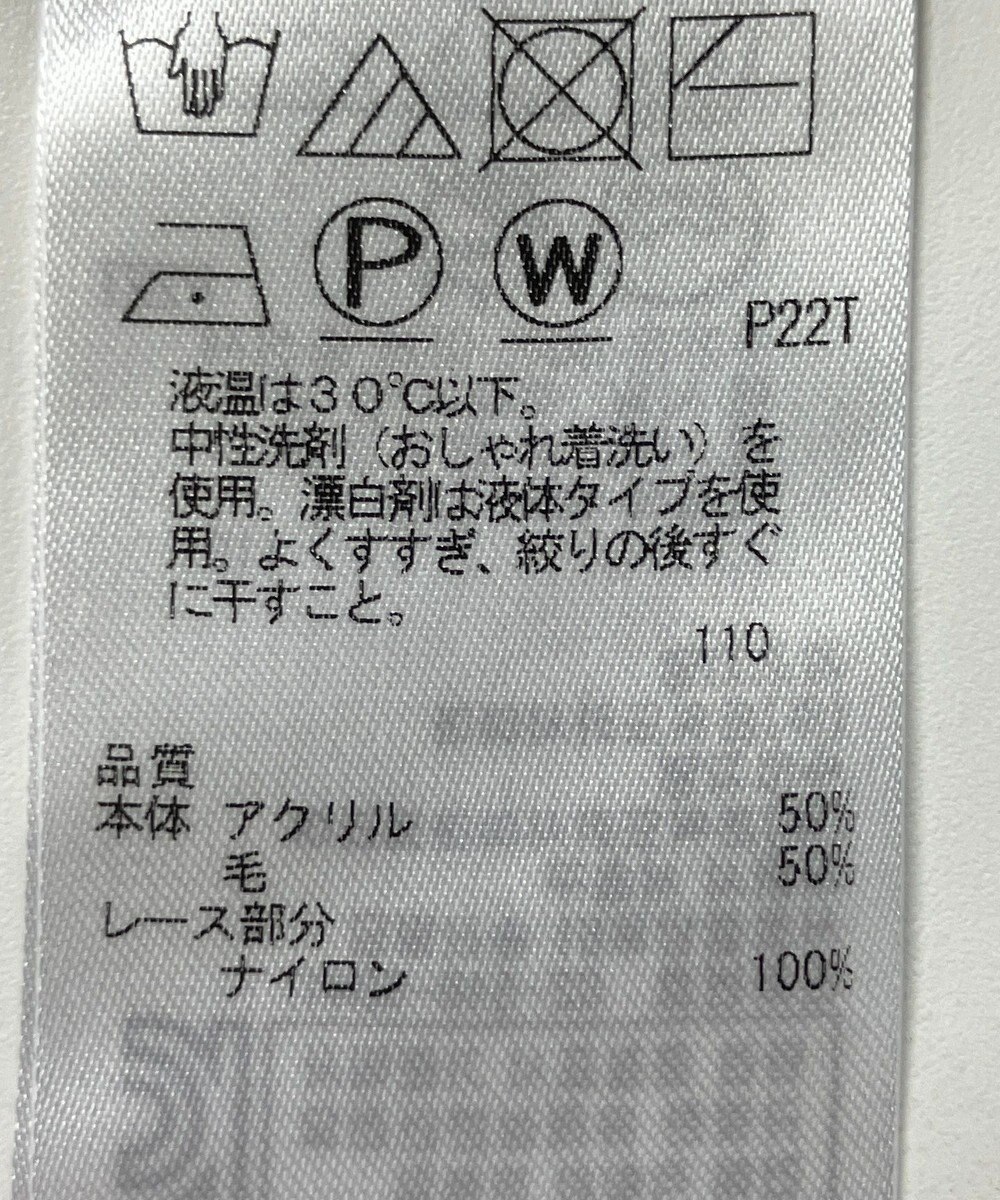 P W
P22T
液温は30℃以下。
中性洗剤（おしゃれ着洗い）を
使用。漂白剤は液体タイプを使
用。よくすすぎ、絞りの後すぐ
に干すこと。
110
品質
本体 アクリル 50%
毛 50%
レース部分
ナイロン 100%